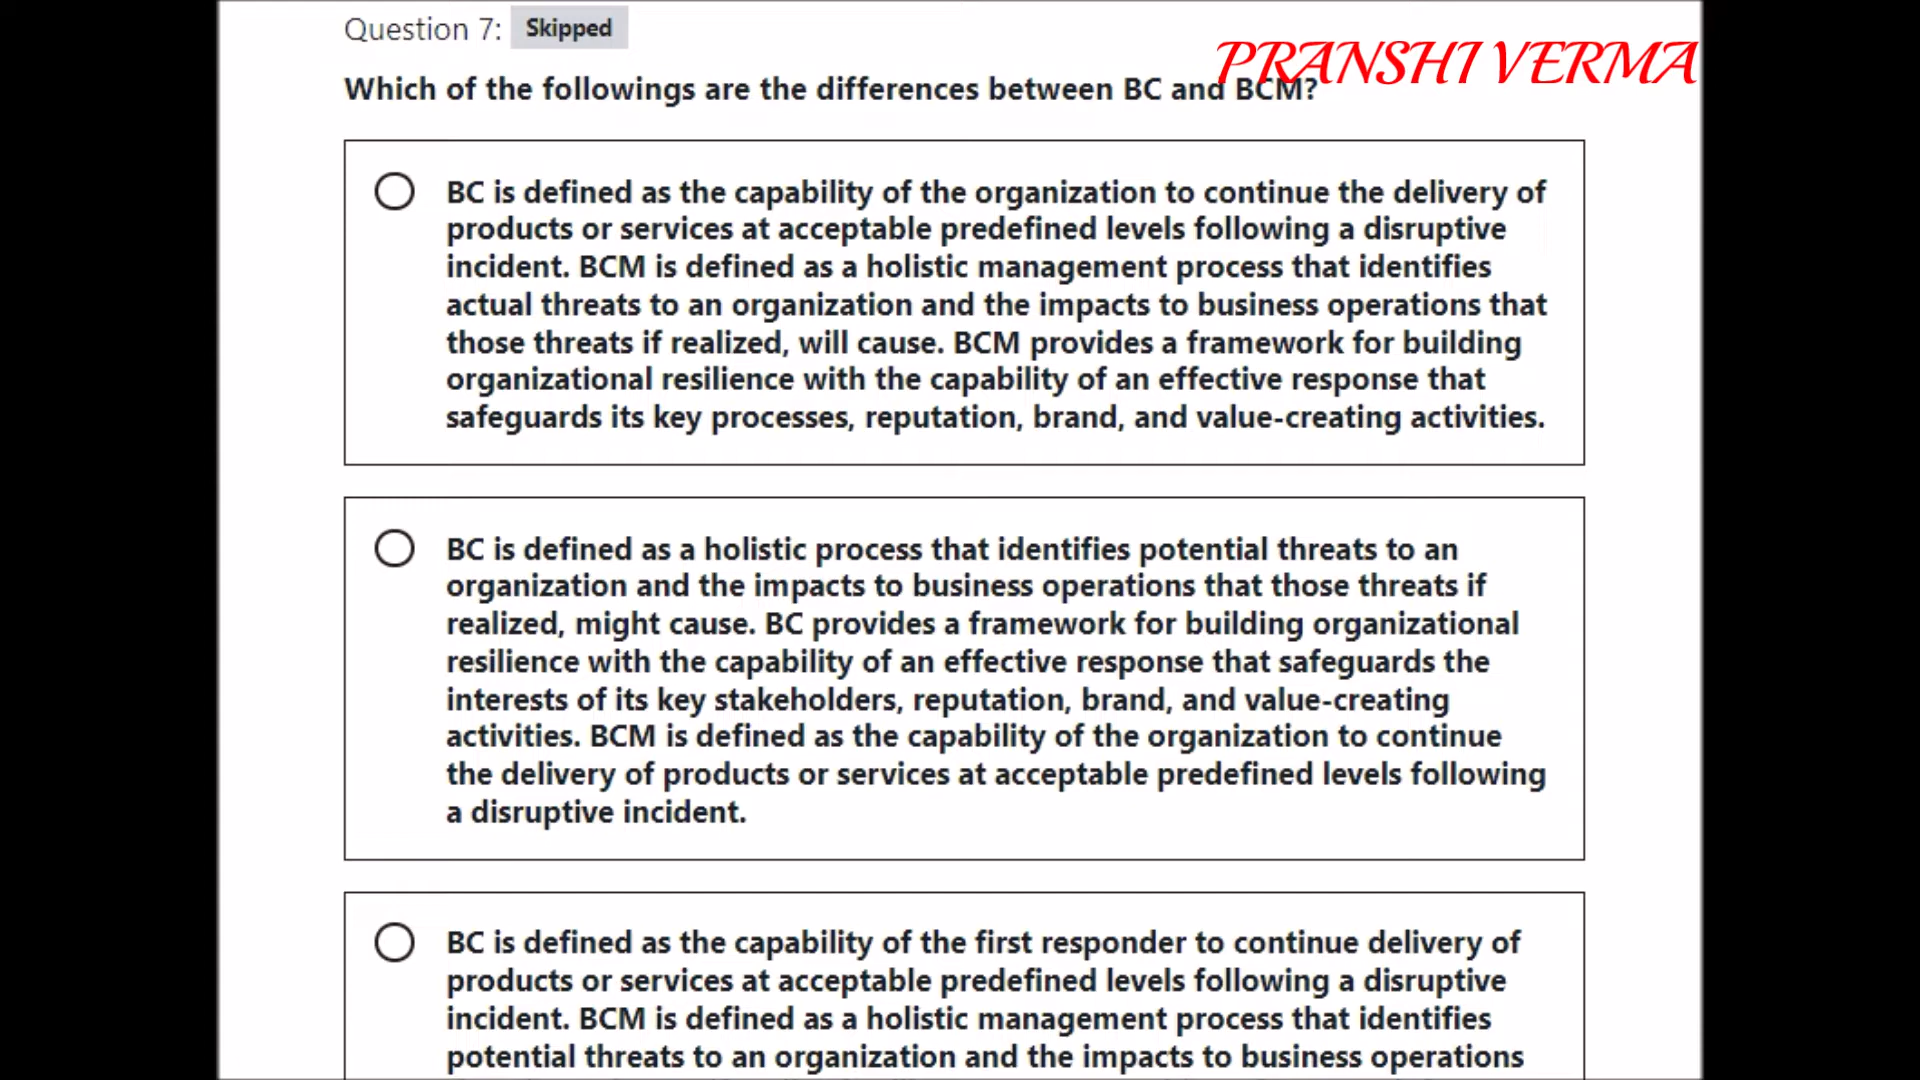 Question 7: Skipped
PRANSHI VERMA
Which of the followings are the differences between BC and BCM?
BC is defined as the capability of the organization to continue the delivery of
products or services at acceptable predefined levels following a disruptive
incident. BCM is defined as a holistic management process that identifies
actual threats to an organization and the impacts to business operations that
those threats if realized, will cause. BCM provides a framework for building
organizational resilience with the capability of an effective response that
safeguards its key processes, reputation, brand, and value-creating activities.
BC is defined as a holistic process that identifies potential threats to an
organization and the impacts to business operations that those threats if
realized, might cause. BC provides a framework for building organizational
resilience with the capability of an effective response that safeguards the
interests of its key stakeholders, reputation, brand, and value-creating
activities. BCM is defined as the capability of the organization to continue
the delivery of products or services at acceptable predefined levels following
a disruptive incident.
BC is defined as the capability of the first responder to continue delivery of
products or services at acceptable predefined levels following a disruptive
incident. BCM is defined as a holistic management process that identifies
potential threats to an organization and the impacts to business operations